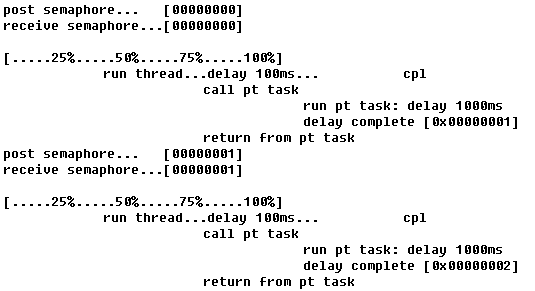 post semaphore... [00000000]
receive semaphore...[00000000]
[.....25%.....50%.....75%.....100%]
run thread...delay 100ms... cpl
call pt task
run pt task: delay 1000ms
delay complete [0x00000001]
return from pt task
post semaphore... [00000001]
receive semaphore...[00000001]
[.....25%.....50%.....75%.....100%]
run thread...delay 100ms... cpl
call pt task
run pt task: delay 1000ms
delay complete [0x00000002]
return from pt task